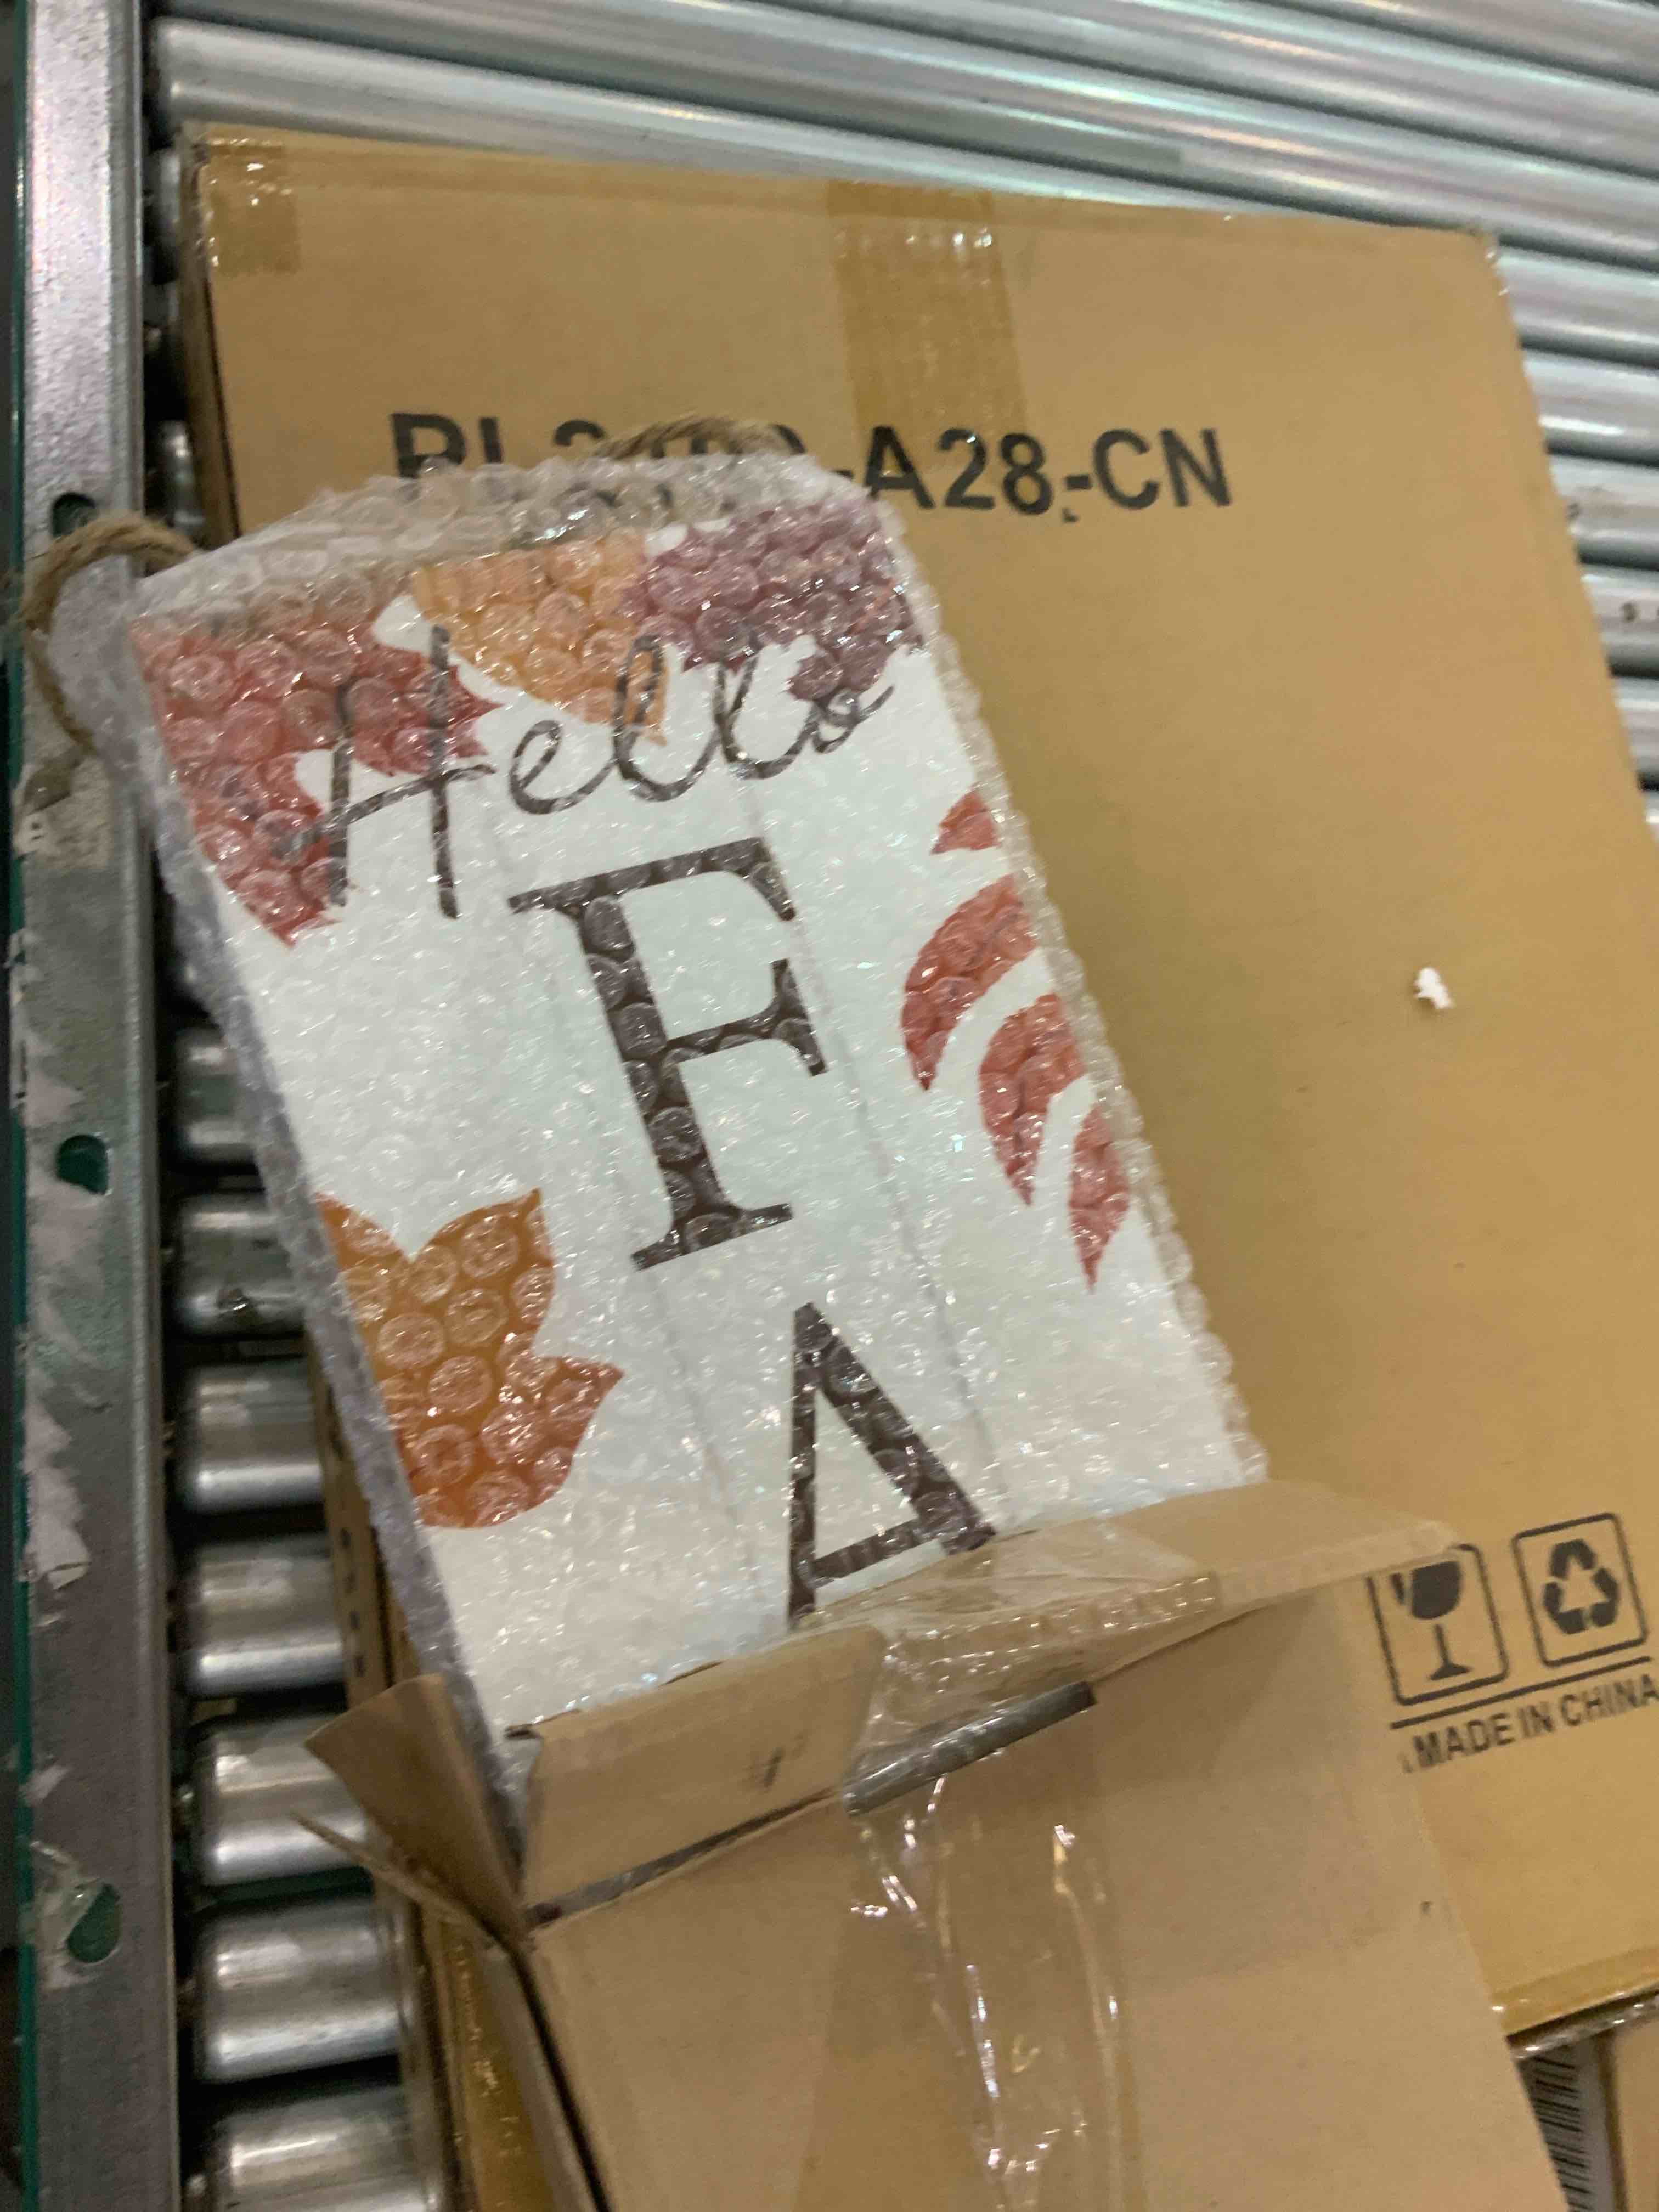 -A28-CN
Hello
F
A
MADE IN CHINA